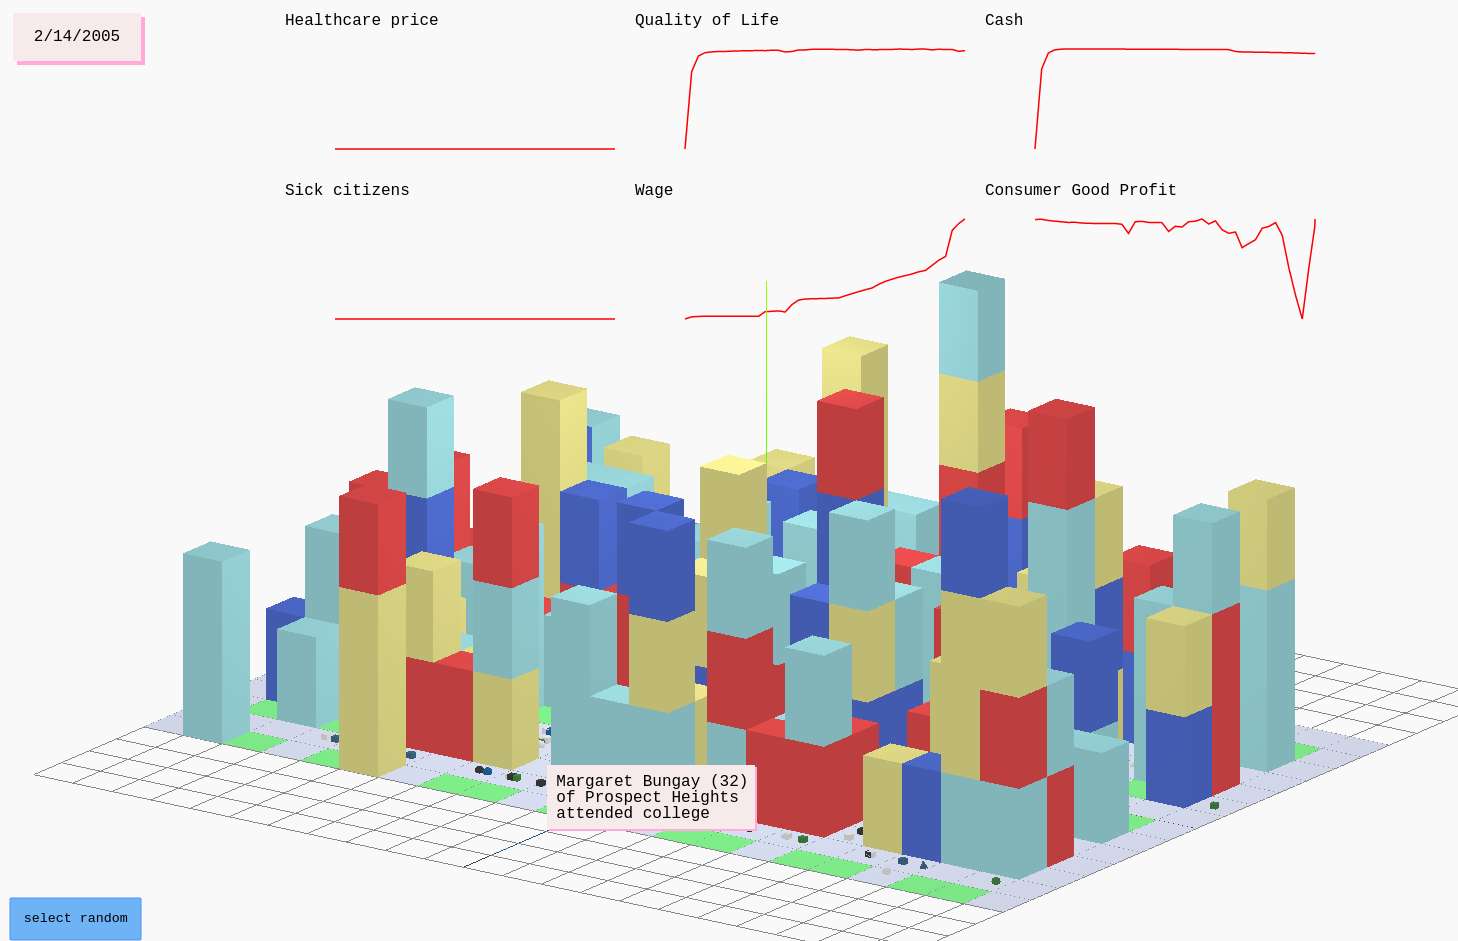 2/14/2005
Healthcare price
Quality of Life
Cash
Sick citizens
Wage
Consumer Good Profit
Margaret Bungay (32)
of Prospect Heights
attended college
select random